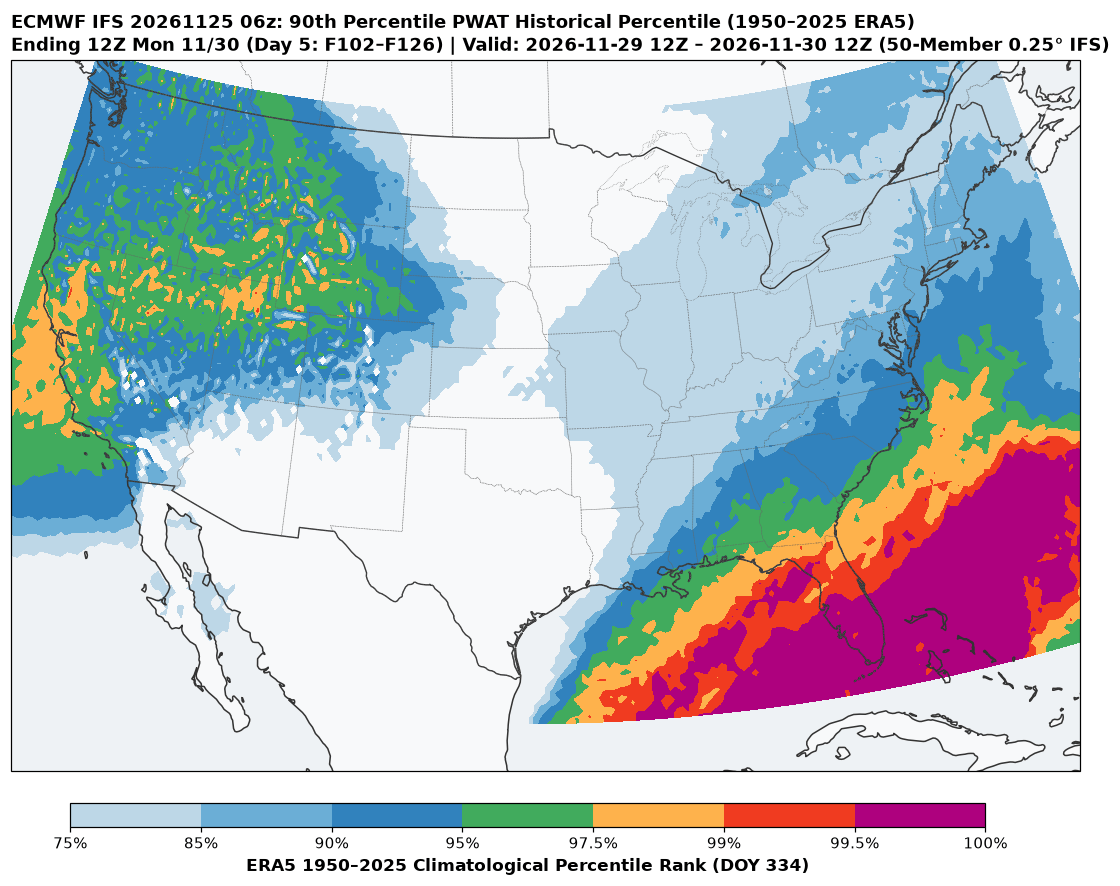 ECMWF IFS 20261125 06z: 90th Percentile PWAT Historical Percentile (1950–2025 ERA5)
Ending 12Z Mon 11/30 (Day 5: F102–F126) | Valid: 2026-11-29 12Z – 2026-11-30 12Z (50-Member 0.25° IFS)
75% 85% 90% 95% 97.5% 99% 99.5% 100%
ERA5 1950–2025 Climatological Percentile Rank (DOY 334)